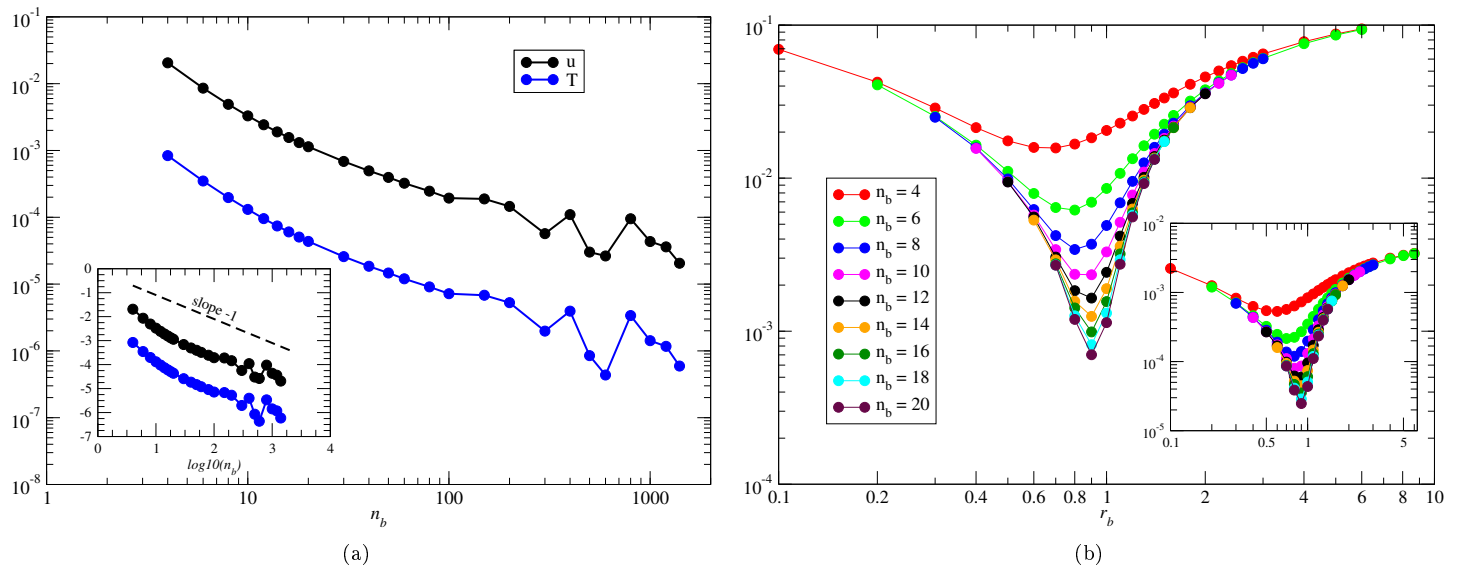 10^-1
10^-2
10^-3
10^-4
10^-5
10^-6
10^-7
10^-8
1
10
100
1000
n_b
u
T
0
-1
-2
-3
-4
-5
-6
-7
0
1
2
3
4
log10(n_b)
slope -1
(a)
10^-1
10^-2
10^-3
10^-4
0.1
0.2
0.4
0.6
0.8
1
2
4
6
8
10
r_b
n_b = 4
n_b = 6
n_b = 8
n_b = 10
n_b = 12
n_b = 14
n_b = 16
n_b = 18
n_b = 20
10^-2
10^-3
10^-4
10^-5
0.1
0.5
1
5
(b)